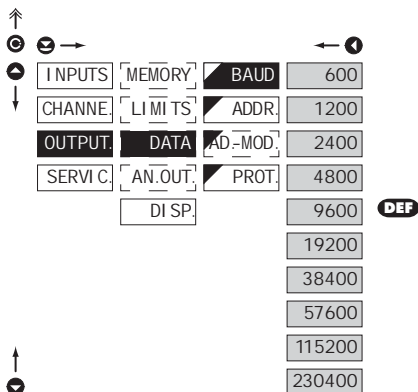 INPUTS MEMORY BAUD 600
CHANNE. LIMITS ADDR. 1200
OUTPUT. DATA AD.-MOD. 2400
SERVIC. AN.OUT. PROT. 4800
DISP. 9600 DEF
19200
38400
57600
115200
230400